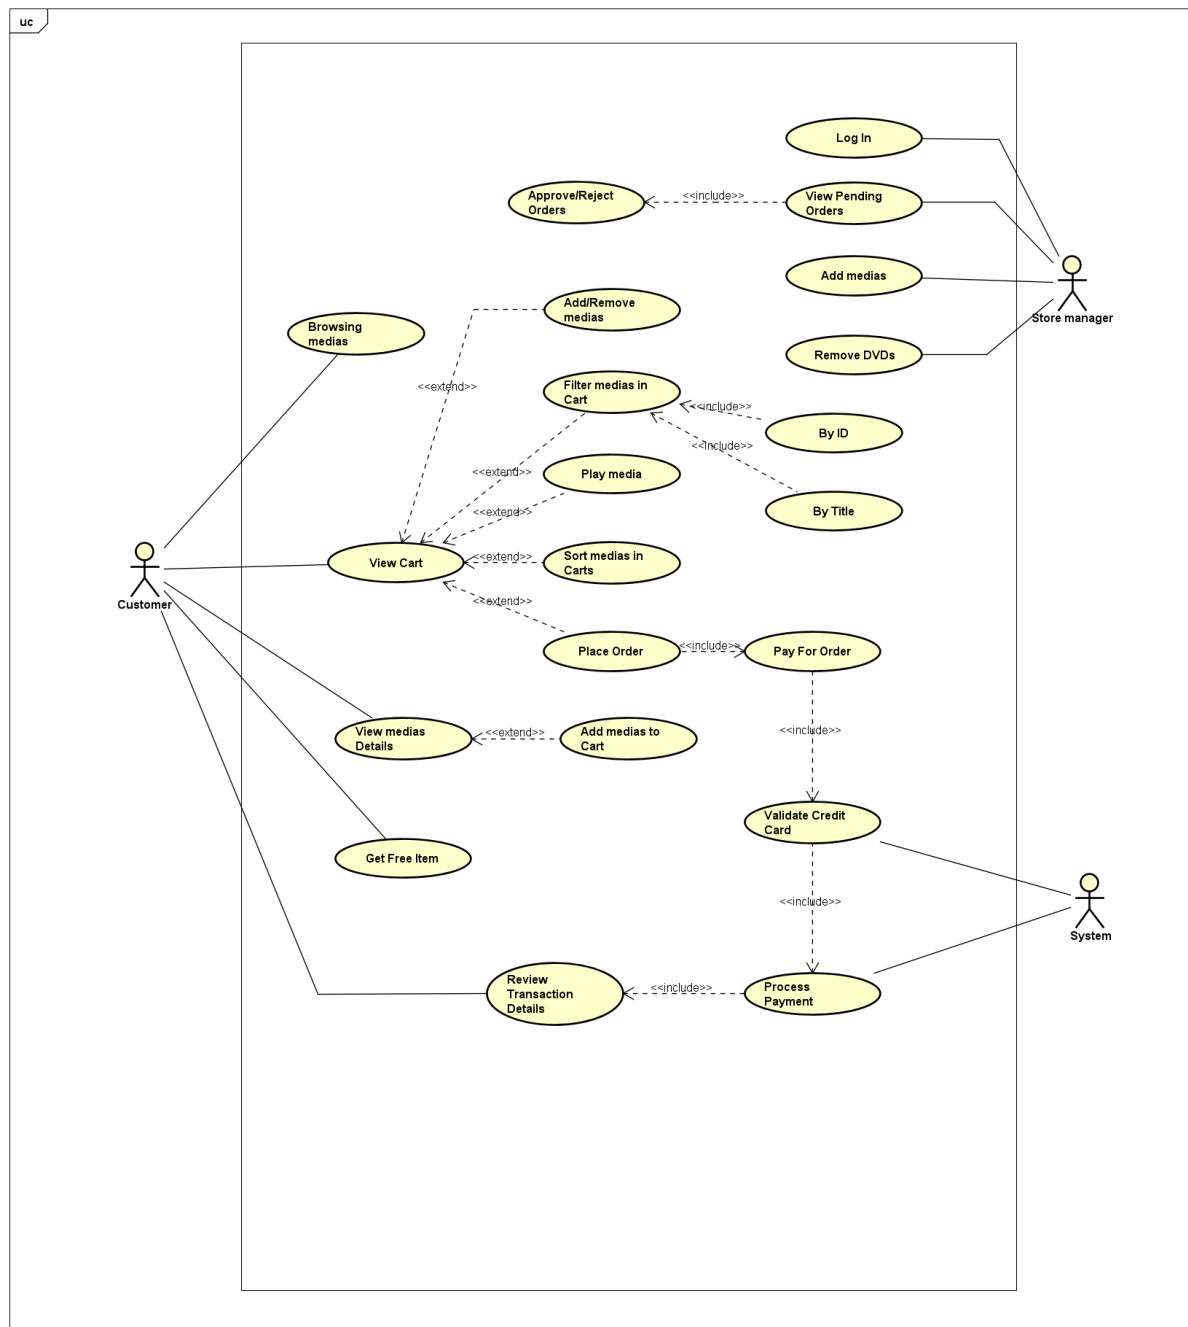 uc
Log In
Approve/Reject
Orders
<<include>>
View Pending
Orders
Add medias
Store manager
Add/Remove
medias
Browsing
medias
Remove DVDs
<<extend>>
Filter medias in
Cart
<<include>>
By ID
<<include>>
<<extend>>
Play media
<<extend>>
By Title
View Cart
<<extend>>
Sort medias in
Carts
Customer
<<extend>>
Place Order
<<include>>
Pay For Order
View medias
Details
<<extend>>
Add medias to
Cart
<<include>>
Validate Credit
Card
Get Free Item
<<include>>
System
Review
Transaction
Details
<<include>>
Process
Payment